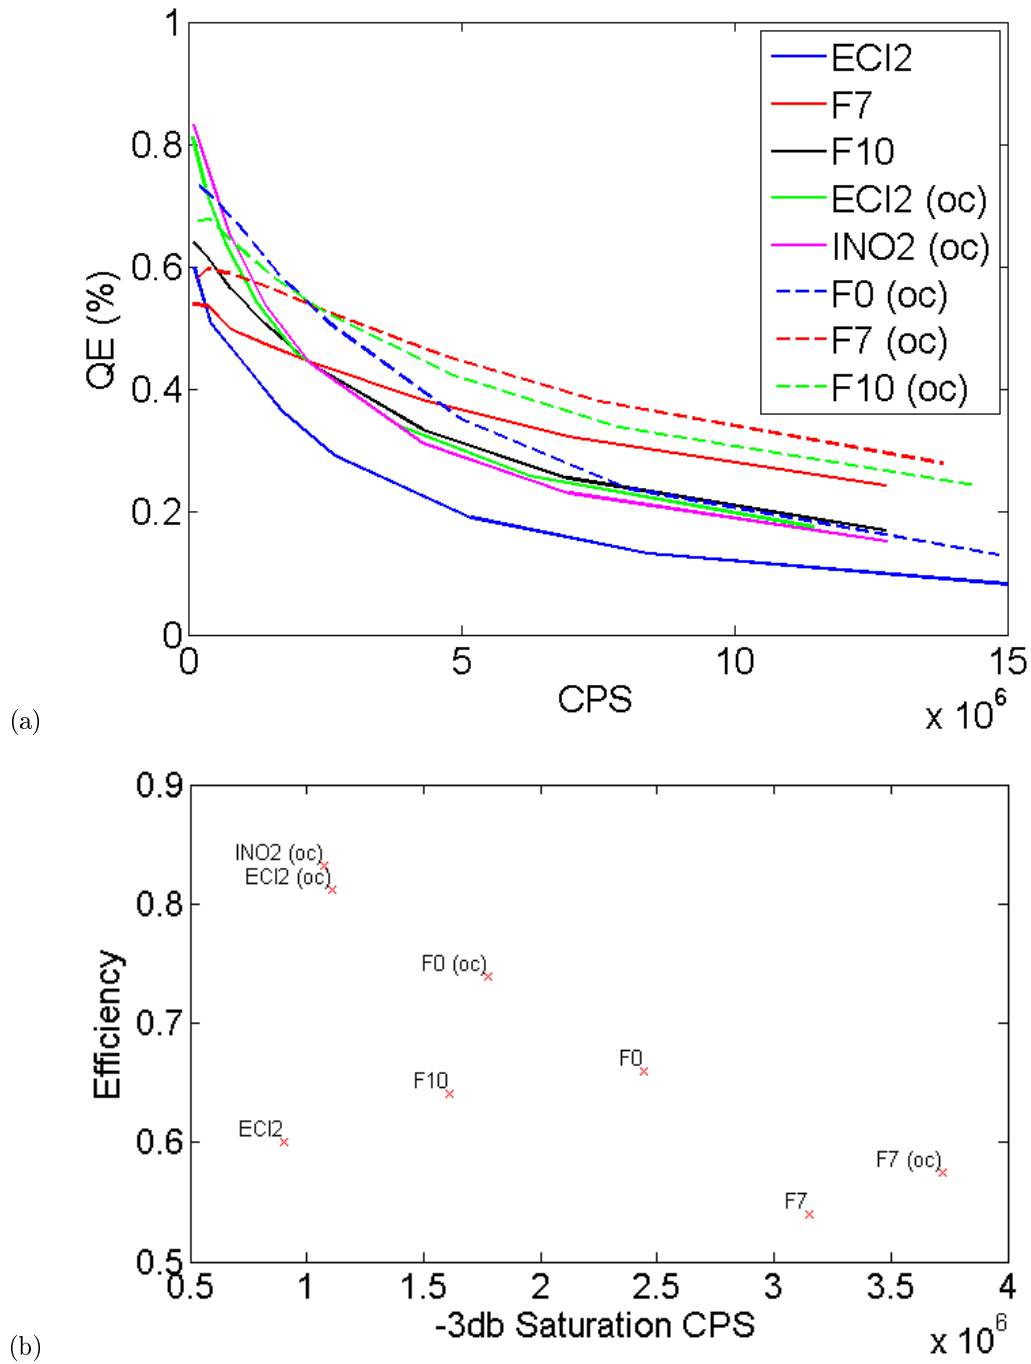 1
0.8
0.6
0.4
0.2
0
QE (%)
ECI2
F7
F10
ECI2 (oc)
INO2 (oc)
F0 (oc)
F7 (oc)
F10 (oc)
0 5 10 15
CPS
x 10^6
(a)
0.9
0.8
0.7
0.6
0.5
Efficiency
INO2 (oc)
ECI2 (oc)
F0 (oc)
F0
F10
ECI2
F7 (oc)
F7
0.5 1 1.5 2 2.5 3 3.5 4
-3db Saturation CPS
x 10^6
(b)